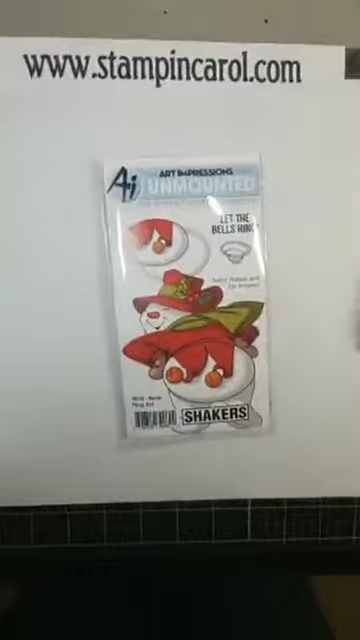 www.stampincarol.com
Ai
ART IMPRESSIONS
UNMOUNTED
LET THE
BELLS RING
SHAKERS